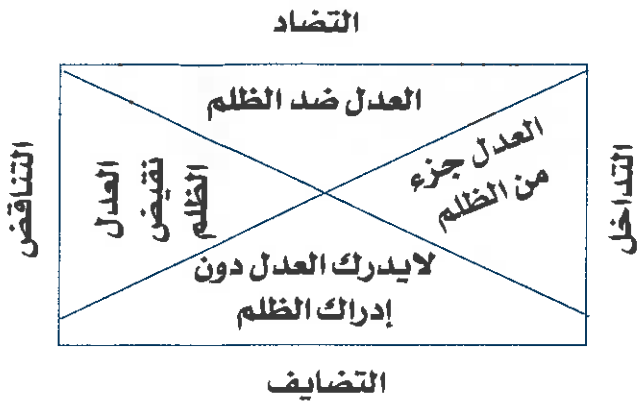 التضاد
العدل ضد الظلم
العدل جزء
من الظلم
التداخل
العدل
نقيض
الظلم
التناقض
لايدرك العدل دون
إدراك الظلم
التضايف